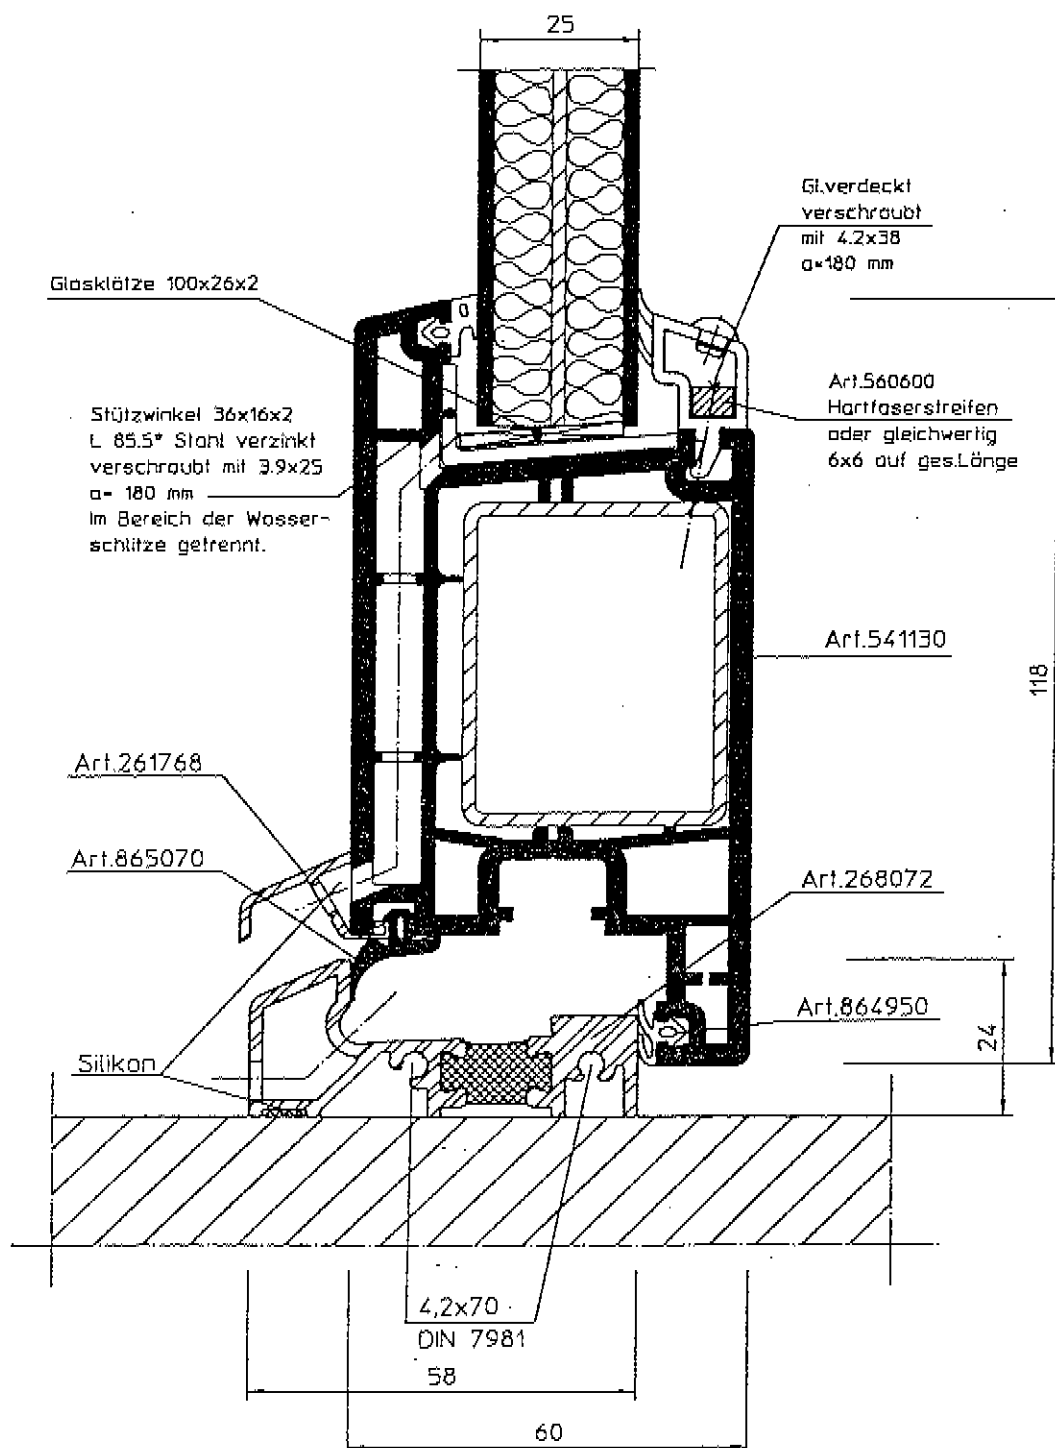 25
Gl.verdeckt
verschraubt
mit 4.2x38
a=180 mm
Glasklötze 100x26x2
Art.560600
Hartfaserstreifen
oder gleichwertig
6x6 auf ges.Länge
Stützwinkel 36x16x2
L 85.5° Stahl verzinkt
verschraubt mit 3.9x25
a= 180 mm
Im Bereich der Wasser-
schlitze getrennt.
Art.541130
118
Art.261768
Art.865070
Art.268072
Art.864950
24
Silikon
4,2x70
DIN 7981
58
60